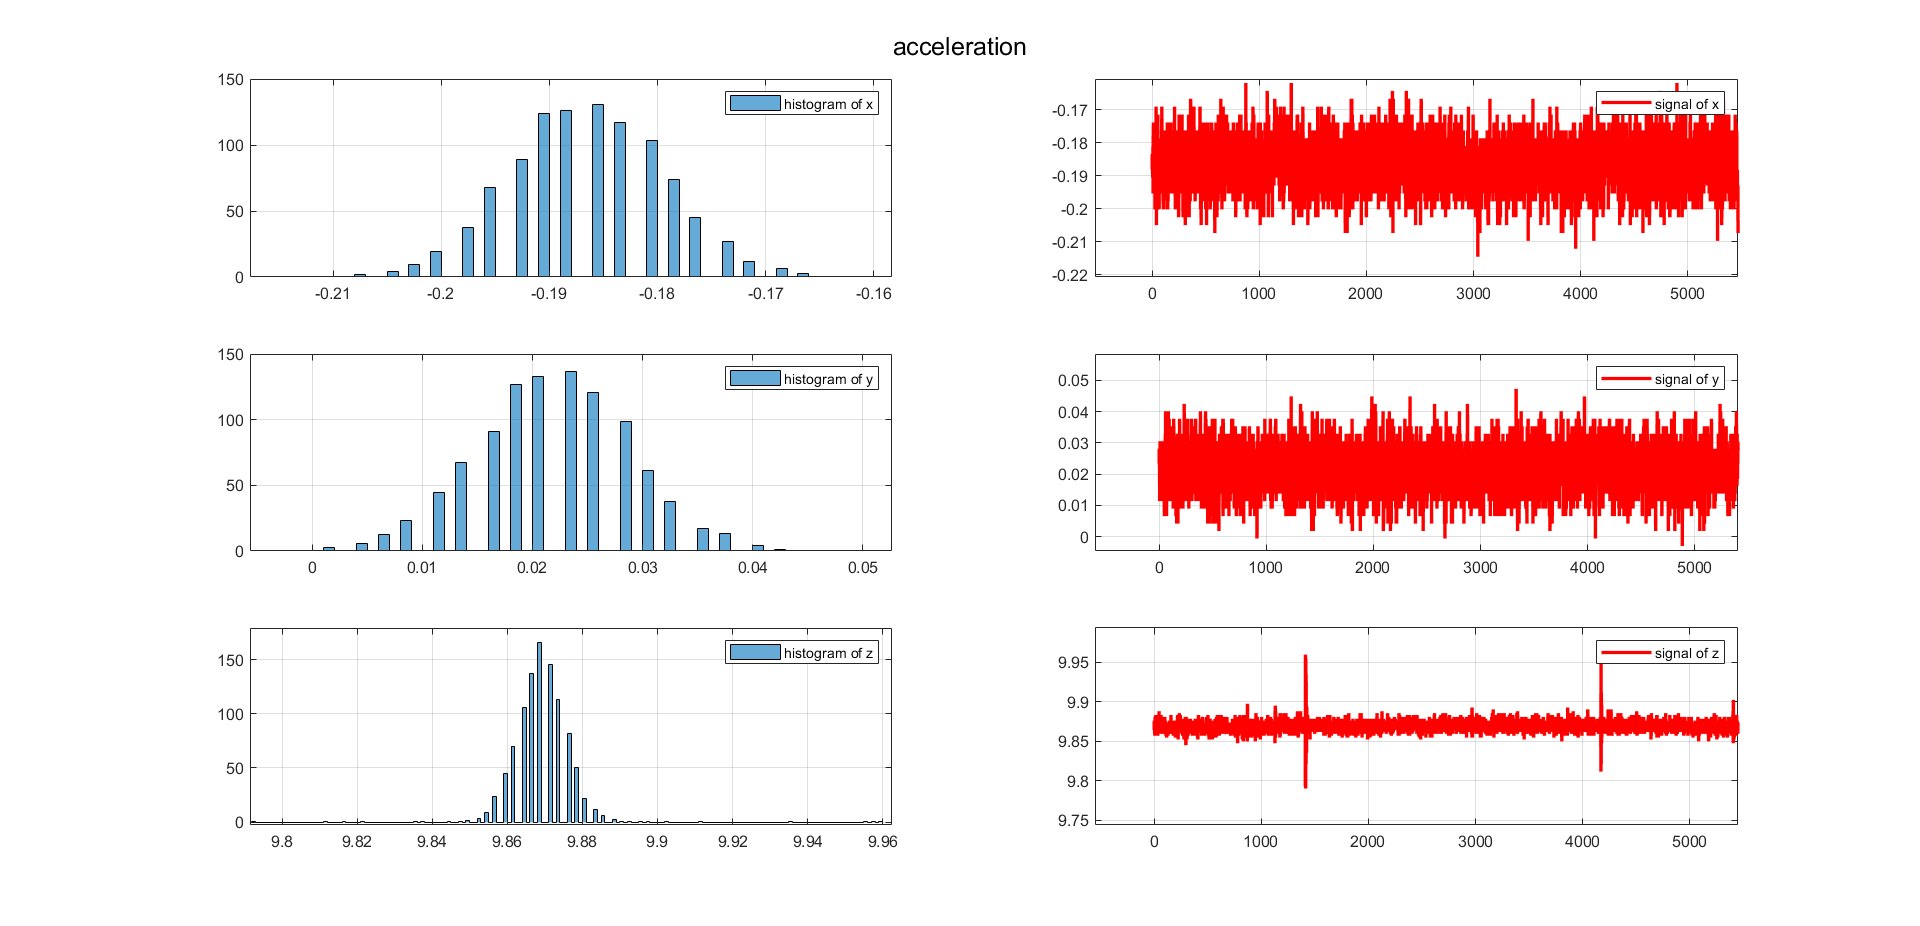 acceleration
150
100
50
0
-0.21 -0.2 -0.19 -0.18 -0.17 -0.16
histogram of x
-0.17
-0.18
-0.19
-0.2
-0.21
-0.22
0 1000 2000 3000 4000 5000
signal of x
150
100
50
0
0 0.01 0.02 0.03 0.04 0.05
histogram of y
0.05
0.04
0.03
0.02
0.01
0
0 1000 2000 3000 4000 5000
signal of y
150
100
50
0
9.8 9.82 9.84 9.86 9.88 9.9 9.92 9.94 9.96
histogram of z
9.95
9.9
9.85
9.8
9.75
0 1000 2000 3000 4000 5000
signal of z